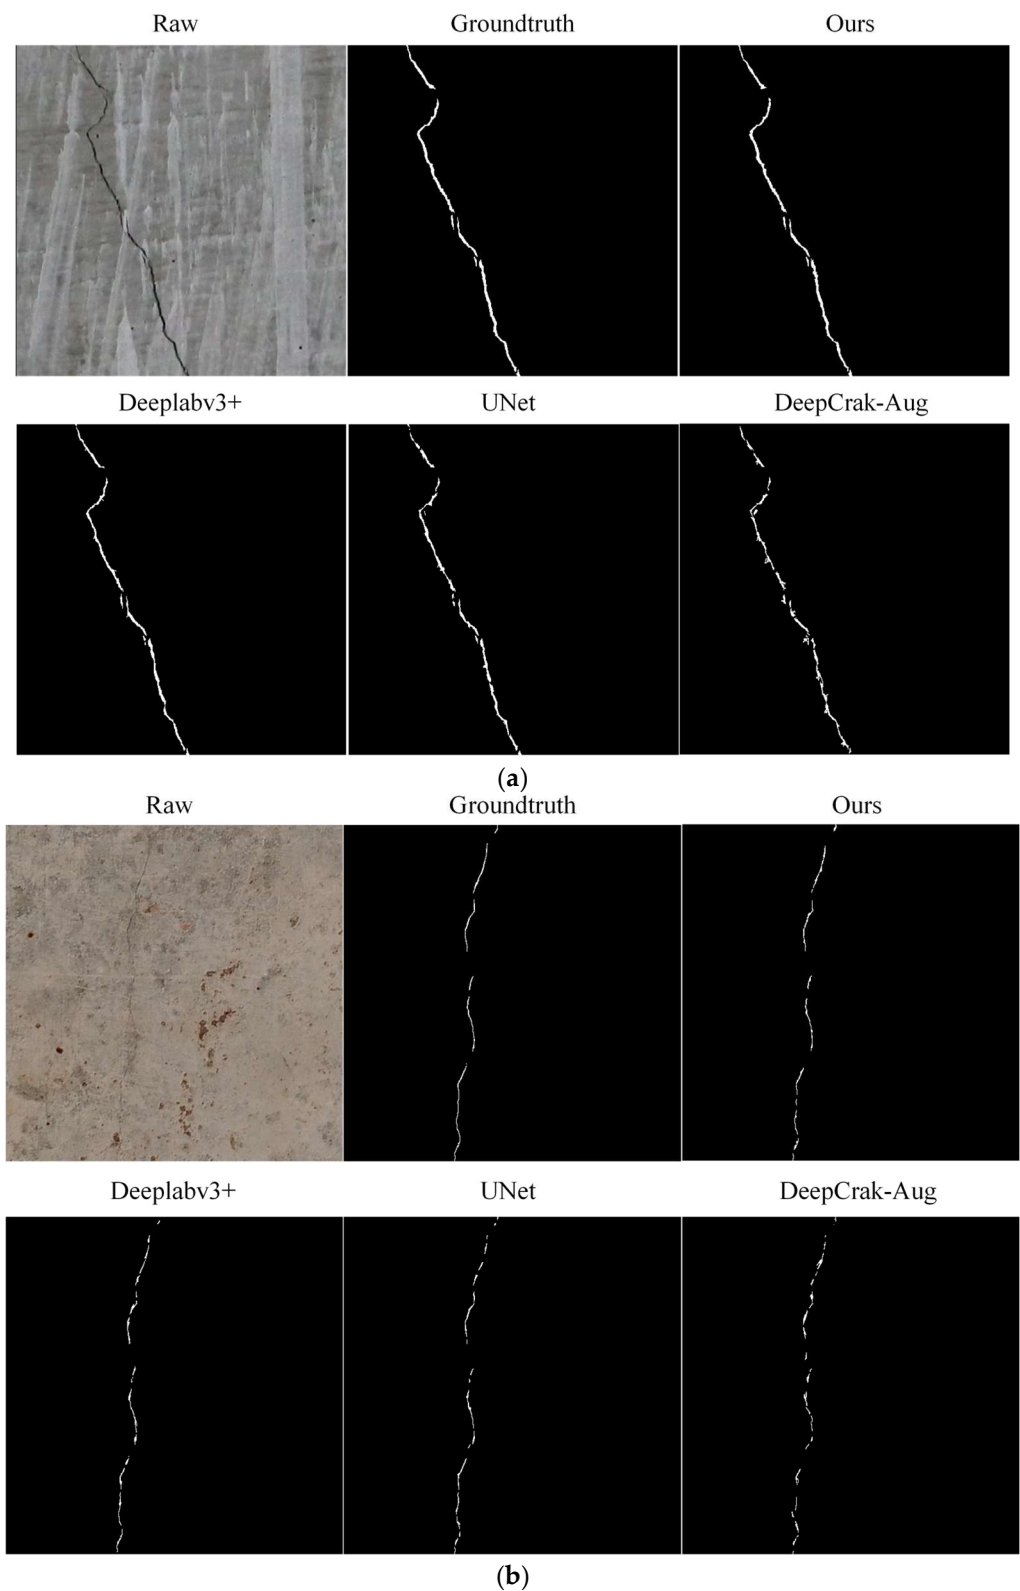 Raw Groundtruth Ours
Deeplabv3+ UNet DeepCrak-Aug
(a)
Raw Groundtruth Ours
Deeplabv3+ UNet DeepCrak-Aug
(b)